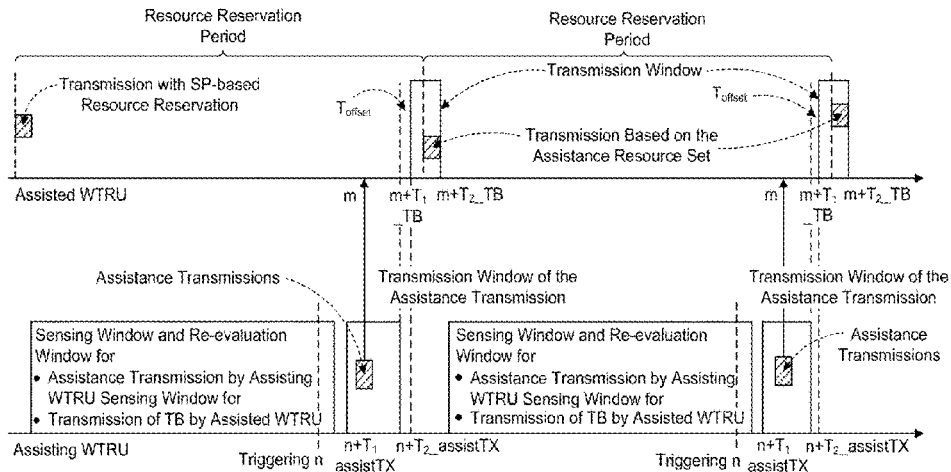 Resource Reservation
Period
Resource Reservation
Period
Transmission with SP-based
Resource Reservation
Toffset
Transmission Window
Toffset
Transmission Based on the
Assistance Resource Set
Assisted WTRU
m
m+T1
_TB
m+T2_TB
m
m+T1
_TB
m+T2_TB
Assistance Transmissions
Transmission Window of the
Assistance Transmission
Transmission Window of the
Assistance Transmission
Sensing Window and Re-evaluation
Window for
• Assistance Transmission by Assisting
WTRU Sensing Window for
• Transmission of TB by Assisted WTRU
Sensing Window and Re-evaluation
Window for
• Assistance Transmission by Assisting
WTRU Sensing Window for
• Transmission of TB by Assisted WTRU
Assistance
Transmissions
Assisting WTRU
Triggering n
n+T1
assistTX
n+T2_assistTX
Triggering n
n+T1
assistTX
n+T2_assistTX